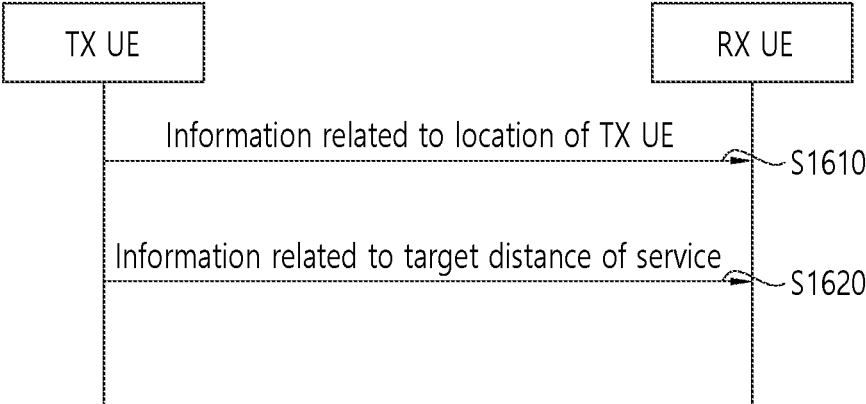 TX UE
RX UE
Information related to location of TX UE
S1610
Information related to target distance of service
S1620